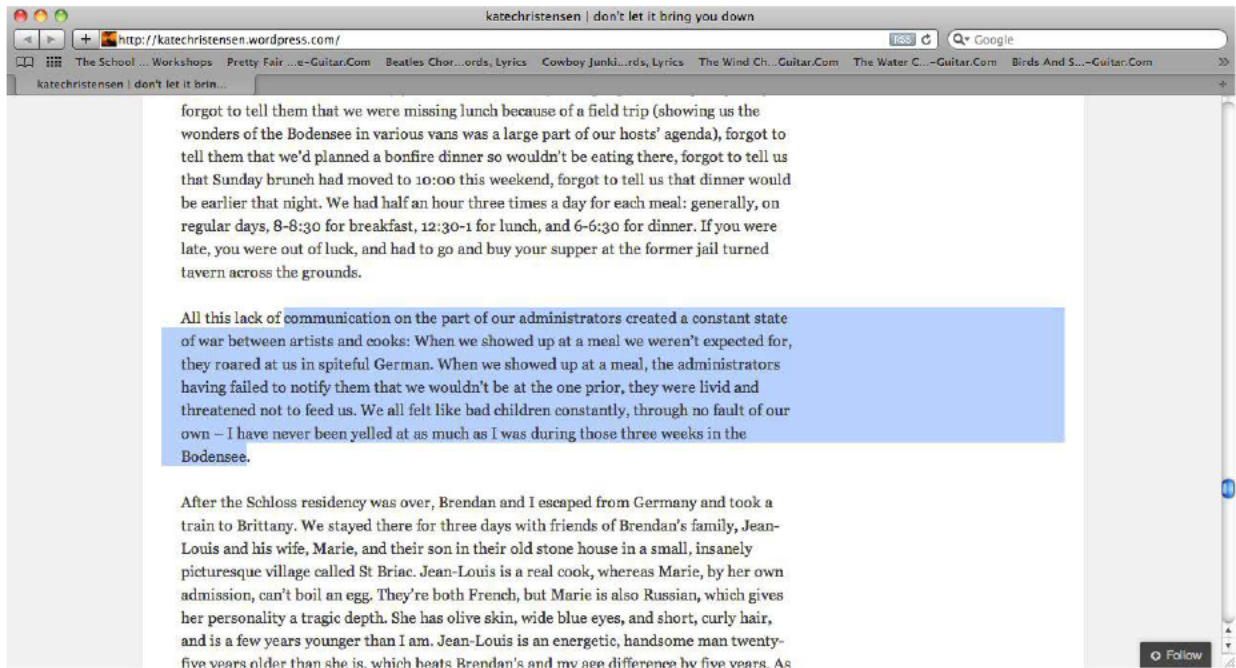 katechristensen | don't let it bring you down
http://katechristensen.wordpress.com/
RSS
Google
The School ... Workshops Pretty Fair ...e-Guitar.Com Beatles Chor...ords, Lyrics Cowboy Junki...rds, Lyrics The Wind Ch...Guitar.Com The Water C...-Guitar.Com Birds And S...-Guitar.Com
katechristensen | don't let it brin...
forgot to tell them that we were missing lunch because of a field trip (showing us the
wonders of the Bodensee in various vans was a large part of our hosts' agenda), forgot to
tell them that we'd planned a bonfire dinner so wouldn't be eating there, forgot to tell us
that Sunday brunch had moved to 10:00 this weekend, forgot to tell us that dinner would
be earlier that night. We had half an hour three times a day for each meal: generally, on
regular days, 8-8:30 for breakfast, 12:30-1 for lunch, and 6-6:30 for dinner. If you were
late, you were out of luck, and had to go and buy your supper at the former jail turned
tavern across the grounds.
All this lack of communication on the part of our administrators created a constant state
of war between artists and cooks: When we showed up at a meal we weren't expected for,
they roared at us in spiteful German. When we showed up at a meal, the administrators
having failed to notify them that we wouldn't be at the one prior, they were livid and
threatened not to feed us. We all felt like bad children constantly, through no fault of our
own – I have never been yelled at as much as I was during those three weeks in the
Bodensee.
After the Schloss residency was over, Brendan and I escaped from Germany and took a
train to Brittany. We stayed there for three days with friends of Brendan's family, Jean-
Louis and his wife, Marie, and their son in their old stone house in a small, insanely
picturesque village called St Briac. Jean-Louis is a real cook, whereas Marie, by her own
admission, can't boil an egg. They're both French, but Marie is also Russian, which gives
her personality a tragic depth. She has olive skin, wide blue eyes, and short, curly hair,
and is a few years younger than I am. Jean-Louis is an energetic, handsome man twenty-
five years older than she is, which beats Brendan's and my age difference by five years. As
Follow